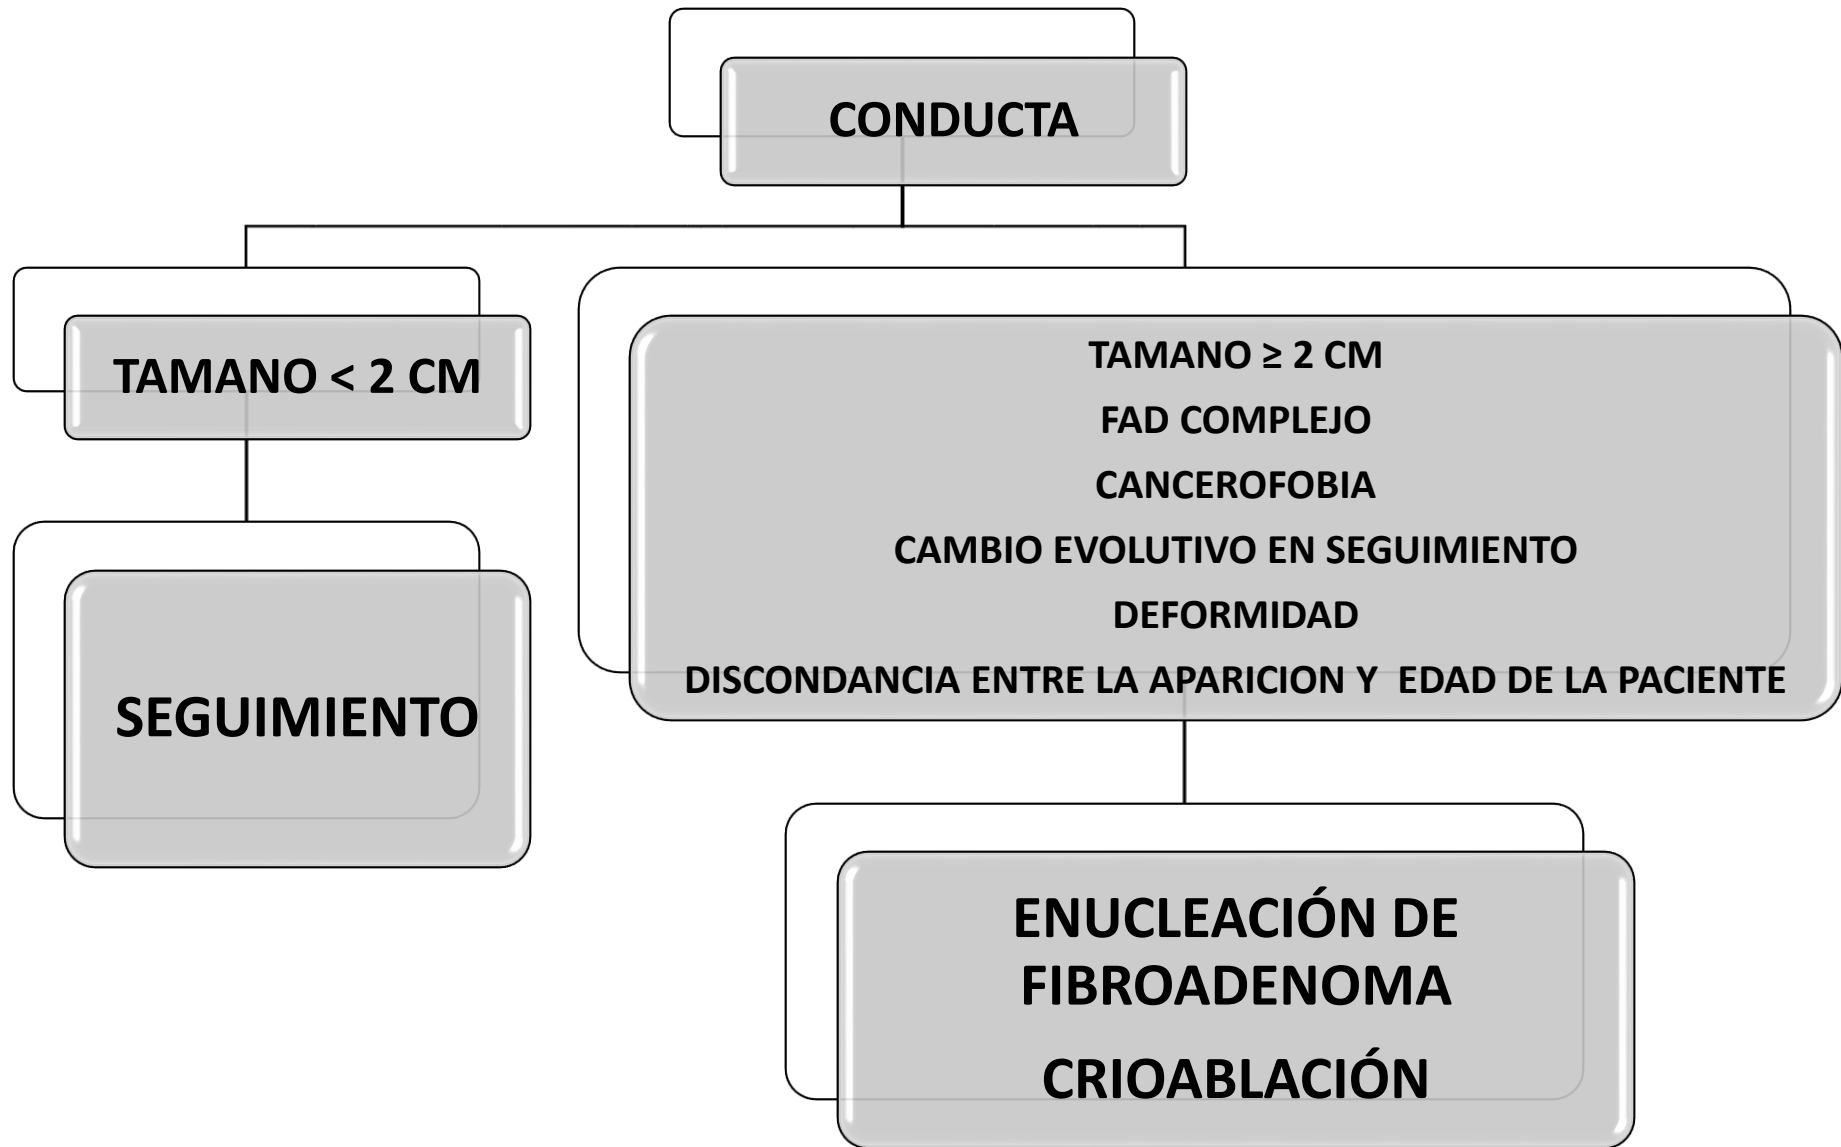 CONDUCTA
TAMANO < 2 CM
SEGUIMIENTO
TAMANO ≥ 2 CM
FAD COMPLEJO
CANCEROFOBIA
CAMBIO EVOLUTIVO EN SEGUIMIENTO
DEFORMIDAD
DISCONDANCIA ENTRE LA APARICION Y EDAD DE LA PACIENTE
ENUCLEACIÓN DE
FIBROADENOMA
CRIOABLACIÓN